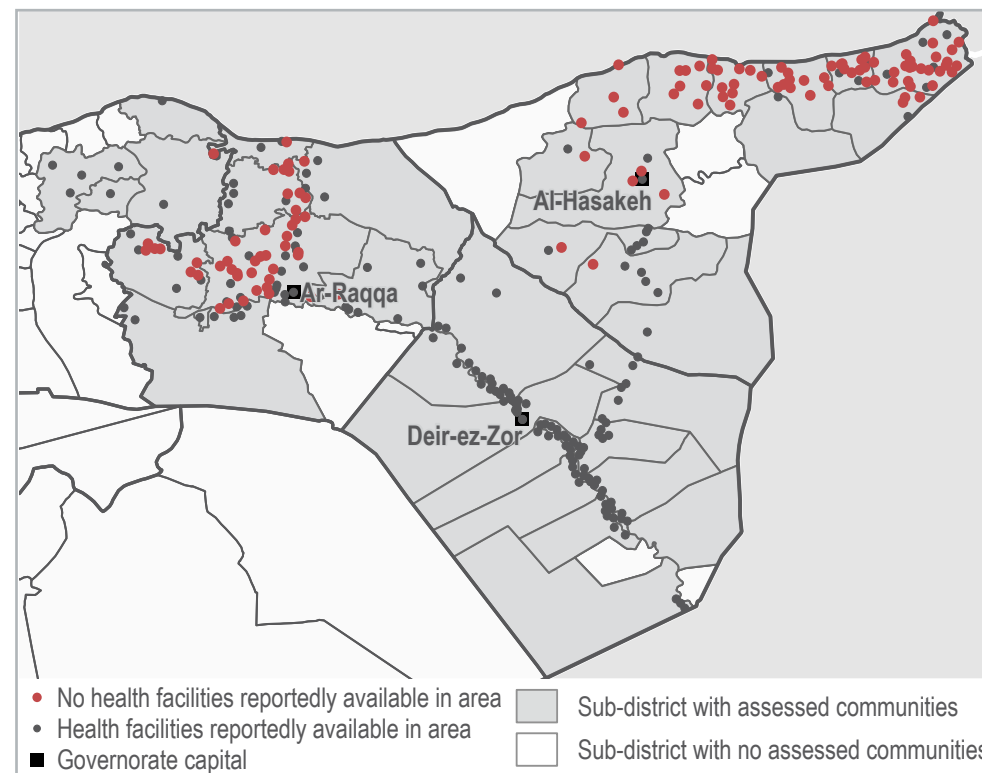 Al-Hasakeh
Ar-Raqqa
Deir-ez-Zor
No health facilities reportedly available in area
Health facilities reportedly available in area
Governorate capital
Sub-district with assessed communities
Sub-district with no assessed communities